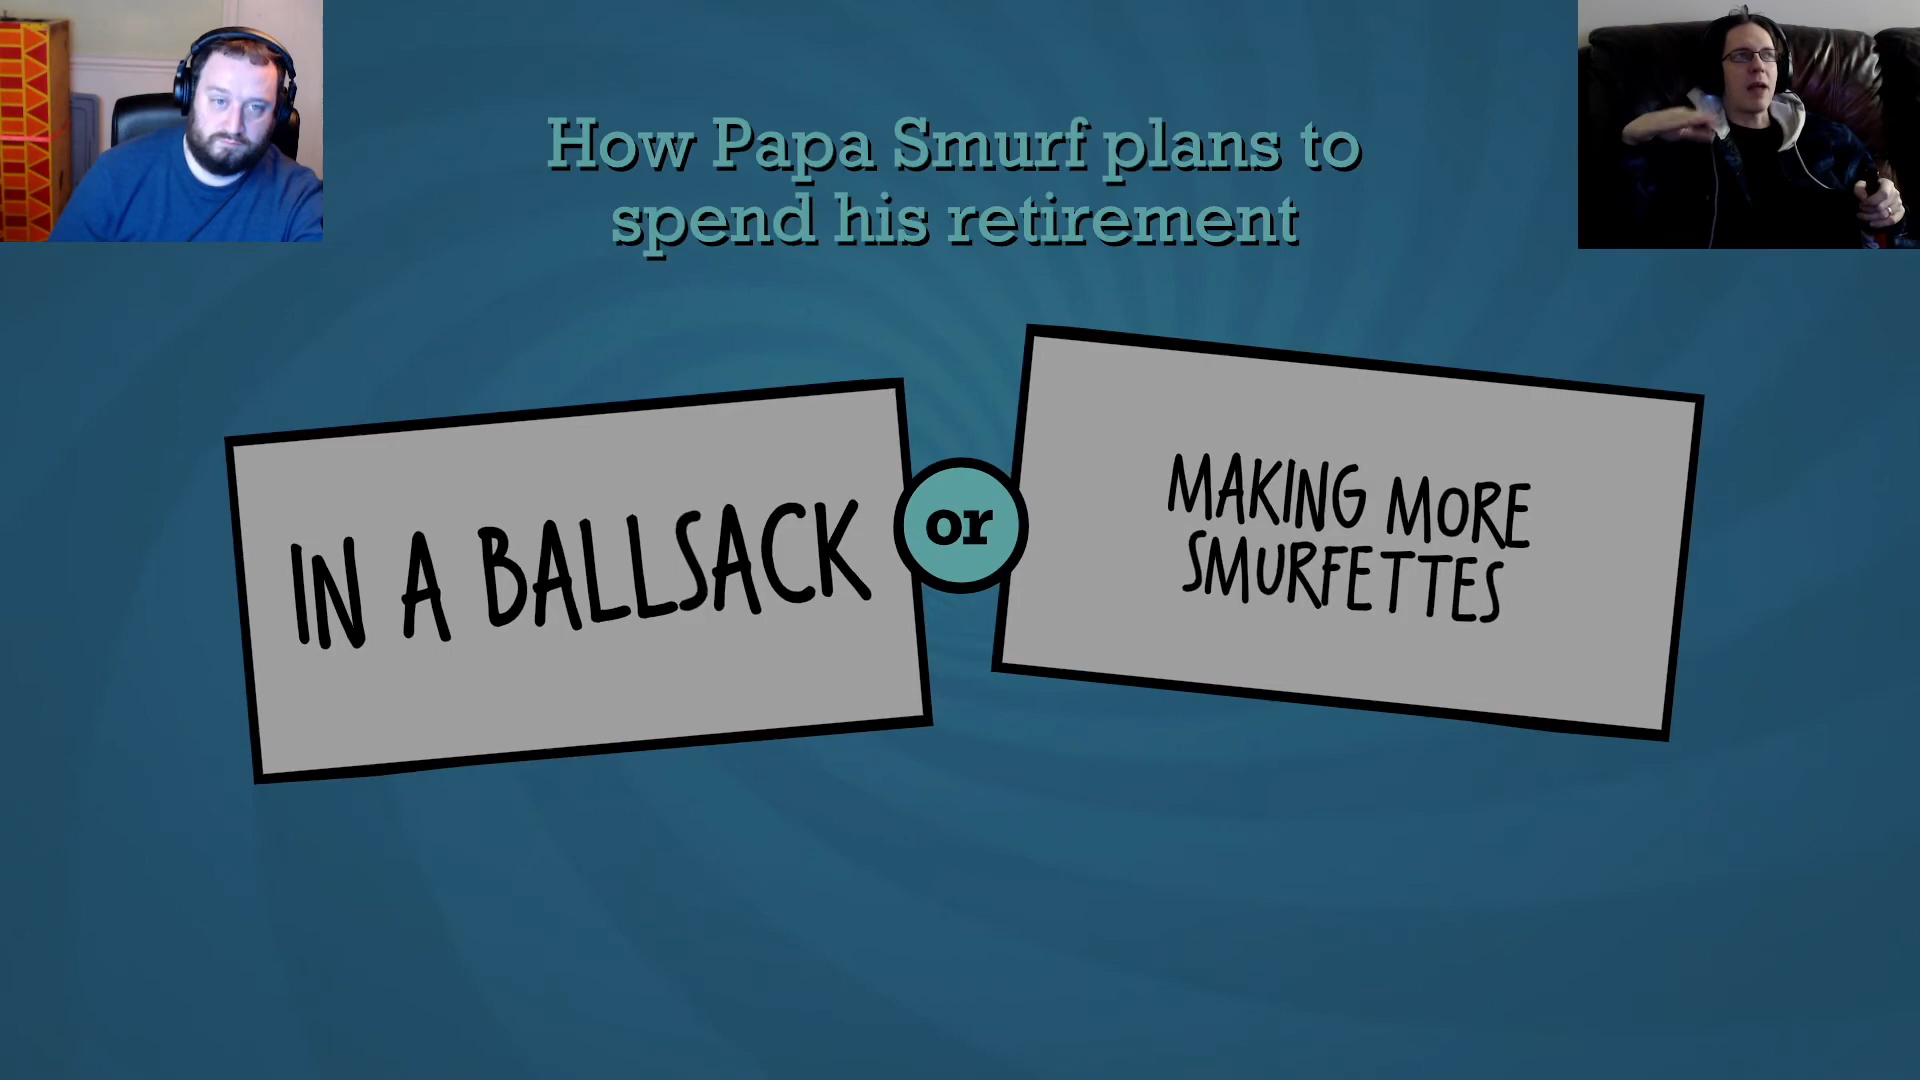 How Papa Smurf plans to
spend his retirement
IN A BALLSACK
or
MAKING MORE
SMURFETTES